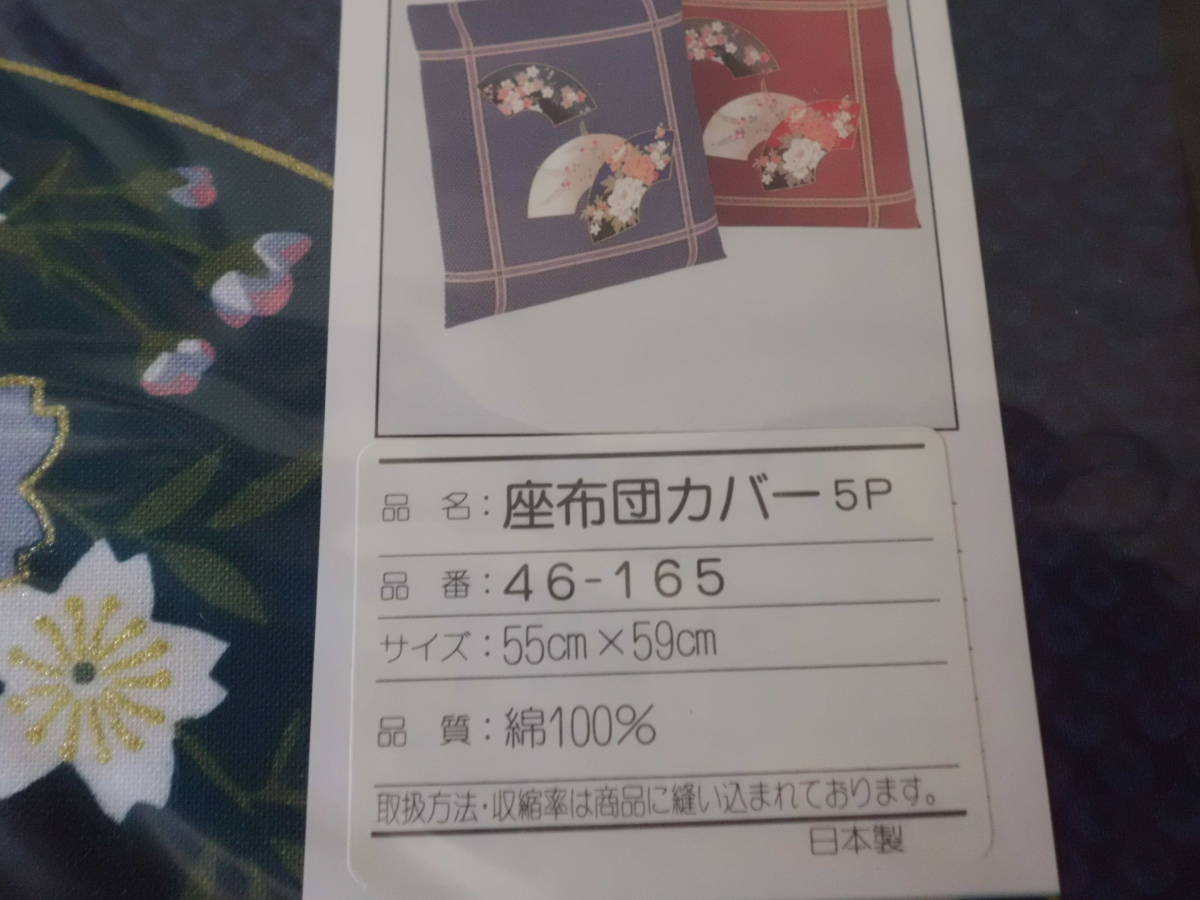 品 名：座布団カバー5P
品 番：46-165
サイズ：55cm×59cm
品 質：綿100%
取扱方法・収縮率は商品に縫い込まれております。
日本製